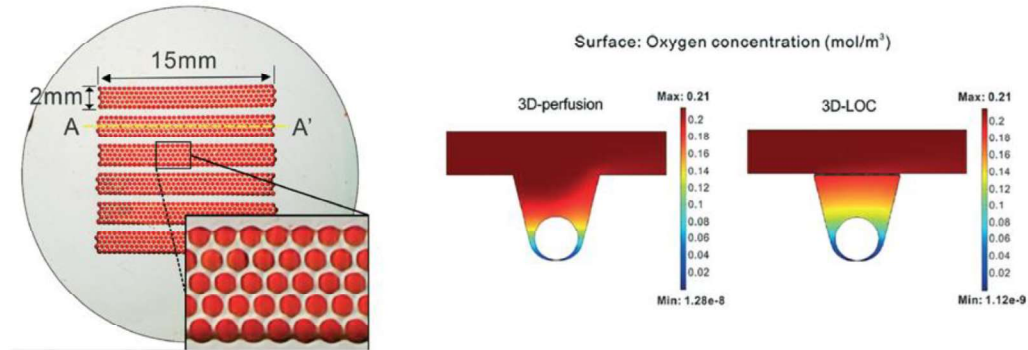 15mm
2mm
A A'
Surface: Oxygen concentration (mol/m³)
3D-perfusion
Max: 0.21
0.2
0.18
0.16
0.14
0.12
0.1
0.08
0.06
0.04
0.02
Min: 1.28e-8
3D-LOC
Max: 0.21
0.2
0.18
0.16
0.14
0.12
0.1
0.08
0.06
0.04
0.02
Min: 1.12e-9